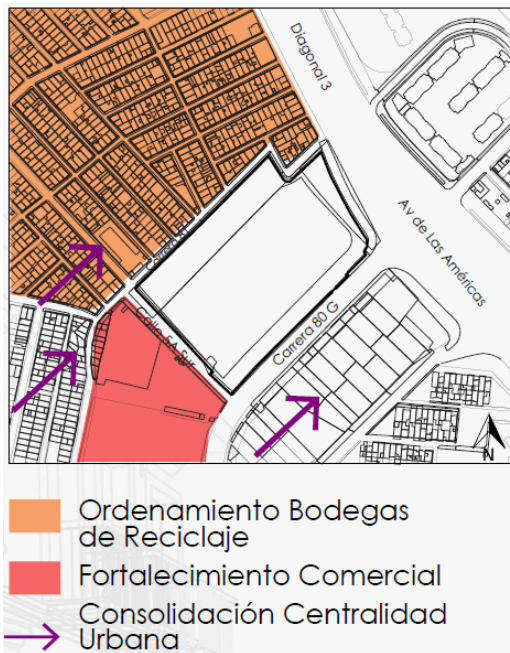 Diagonal 3
Av de Las Américas
Calle 5A Sur
Carrera 80 G
N
Ordenamiento Bodegas
de Reciclaje
Fortalecimiento Comercial
Consolidación Centralidad
Urbana